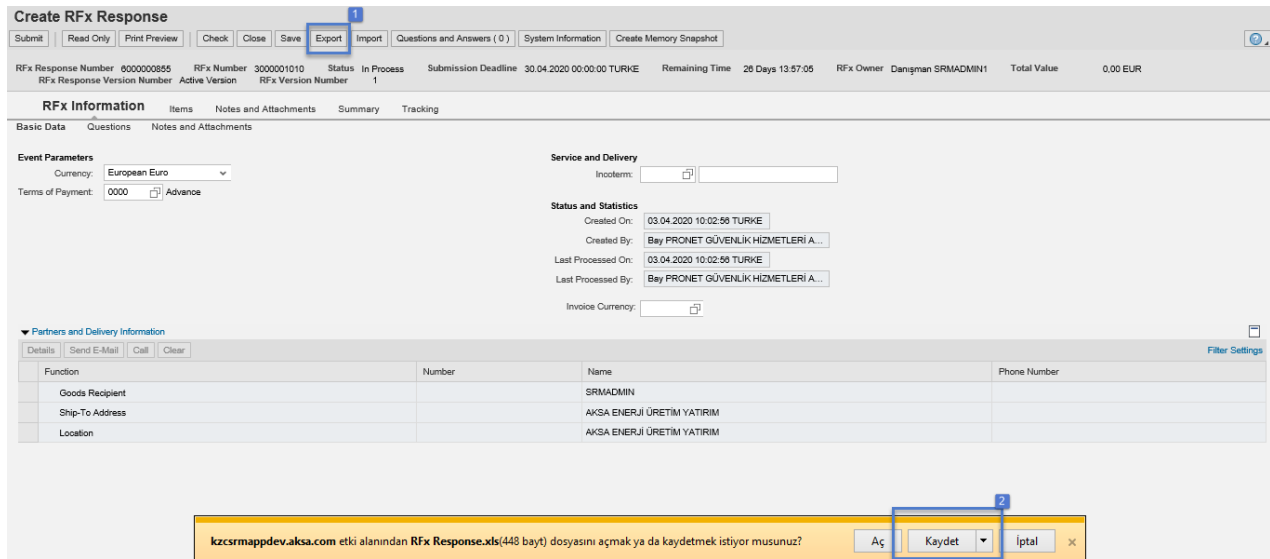 Create RFx Response
1
Submit Read Only Print Preview Check Close Save Export Import Questions and Answers ( 0 ) System Information Create Memory Snapshot
RFx Response Number 6000000855 RFx Number 3000001010 Status In Process Submission Deadline 30.04.2020 00:00:00 TURKE Remaining Time 26 Days 13:57:05 RFx Owner Danışman SRMADMIN1 Total Value 0,00 EUR
RFx Response Version Number Active Version RFx Version Number 1
RFx Information Items Notes and Attachments Summary Tracking
Basic Data Questions Notes and Attachments
Event Parameters Service and Delivery
Currency: European Euro Incoterm:
Terms of Payment: 0000 Advance
Status and Statistics
Created On: 03.04.2020 10:02:56 TURKE
Created By: Bay PRONET GÜVENLİK HİZMETLERİ A...
Last Processed On: 03.04.2020 10:02:56 TURKE
Last Processed By: Bay PRONET GÜVENLİK HİZMETLERİ A...
Invoice Currency:
Partners and Delivery Information
Details Send E-Mail Call Clear Filter Settings
Function Number Name Phone Number
Goods Recipient SRMADMIN
Ship-To Address AKSA ENERJİ ÜRETİM YATIRIM
Location AKSA ENERJİ ÜRETİM YATIRIM
2
kzcsrmappdev.aksa.com etki alanından RFx Response.xls(448 bayt) dosyasını açmak ya da kaydetmek istiyor musunuz? Aç Kaydet İptal